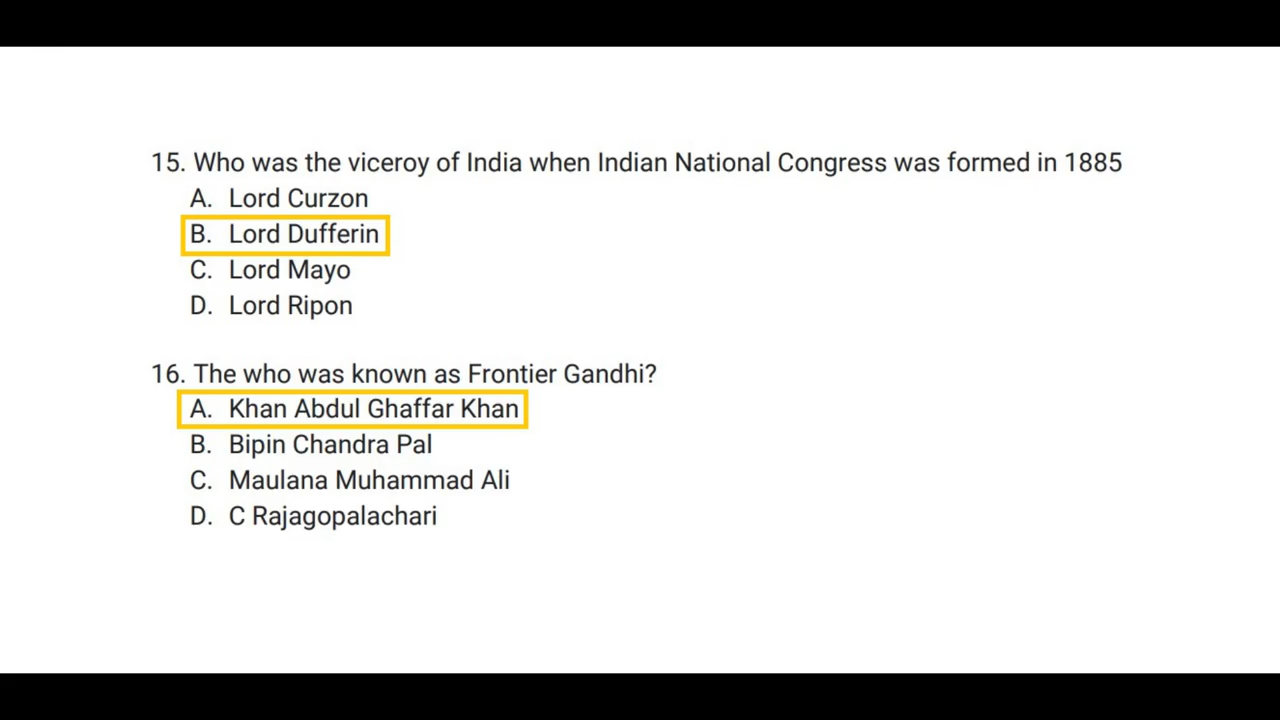 15. Who was the viceroy of India when Indian National Congress was formed in 1885
A. Lord Curzon
B. Lord Dufferin
C. Lord Mayo
D. Lord Ripon
16. The who was known as Frontier Gandhi?
A. Khan Abdul Ghaffar Khan
B. Bipin Chandra Pal
C. Maulana Muhammad Ali
D. C Rajagopalachari